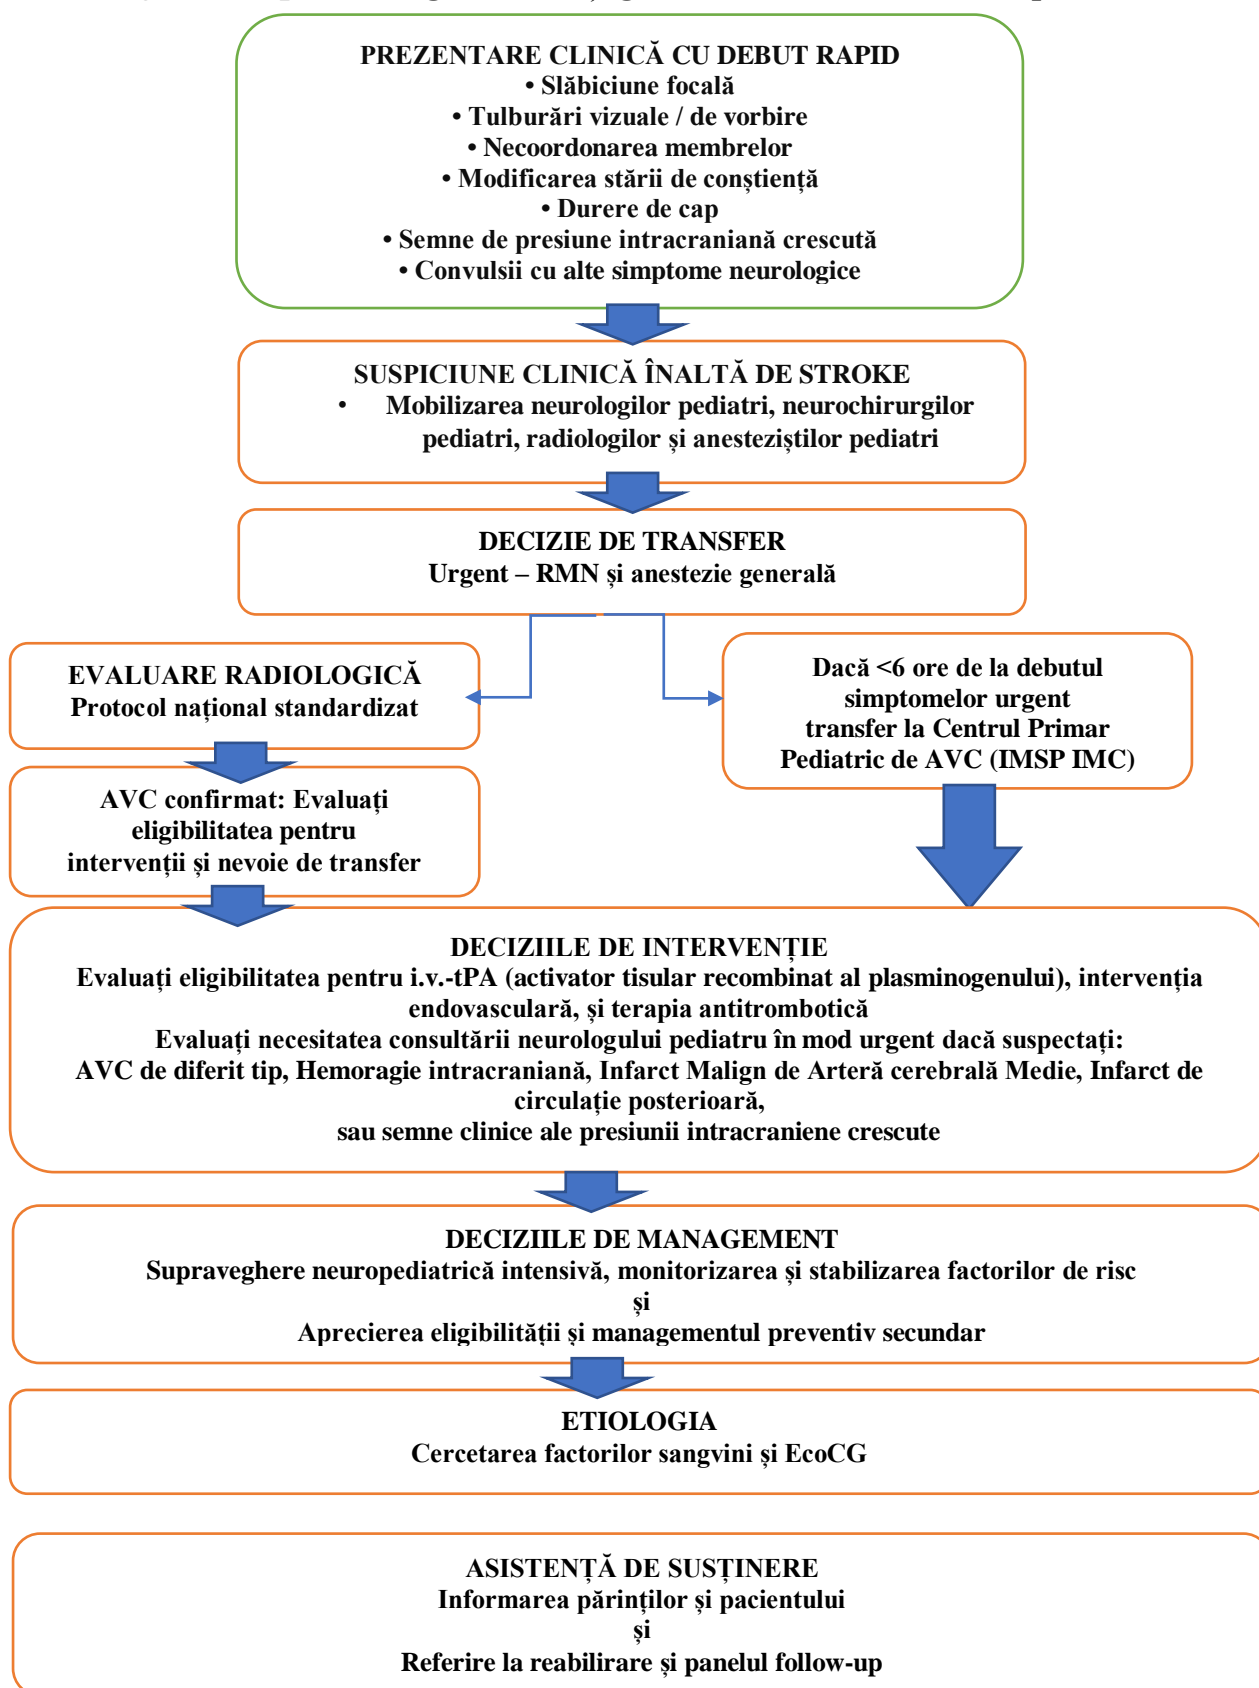 PREZENTARE CLINICĂ CU DEBUT RAPID
• Slăbiciune focală
• Tulburări vizuale / de vorbire
• Necoordonarea membrelor
• Modificarea stării de conștiență
• Durere de cap
• Semne de presiune intracraniană crescută
• Convulsii cu alte simptome neurologice
SUSPICIUNE CLINICĂ ÎNALTĂ DE STROKE
• Mobilizarea neurologilor pediatri, neurochirurgilor
pediatri, radiologilor și anesteziștilor pediatri
DECIZIE DE TRANSFER
Urgent – RMN și anestezie generală
EVALUARE RADIOLOGICĂ
Protocol național standardizat
Dacă <6 ore de la debutul
simptomelor urgent
transfer la Centrul Primar
Pediatric de AVC (IMSP IMC)
AVC confirmat: Evaluați
eligibilitatea pentru
intervenții și nevoie de transfer
DECIZIILE DE INTERVENȚIE
Evaluați eligibilitatea pentru i.v.-tPA (activator tisular recombinat al plasminogenului), intervenția
endovasculară, și terapia antitrombotică
Evaluați necesitatea consultării neurologului pediatru în mod urgent dacă suspectați:
AVC de diferit tip, Hemoragie intracraniană, Infarct Malign de Arteră cerebrală Medie, Infarct de
circulație posterioară,
sau semne clinice ale presiunii intracraniene crescute
DECIZIILE DE MANAGEMENT
Supraveghere neuropediatrică intensivă, monitorizarea și stabilizarea factorilor de risc
și
Aprecierea eligibilității și managementul preventiv secundar
ETIOLOGIA
Cercetarea factorilor sangvini și EcoCG
ASISTENȚĂ DE SUSȚINERE
Informarea părinților și pacientului
și
Referire la reabilirare și panelul follow-up